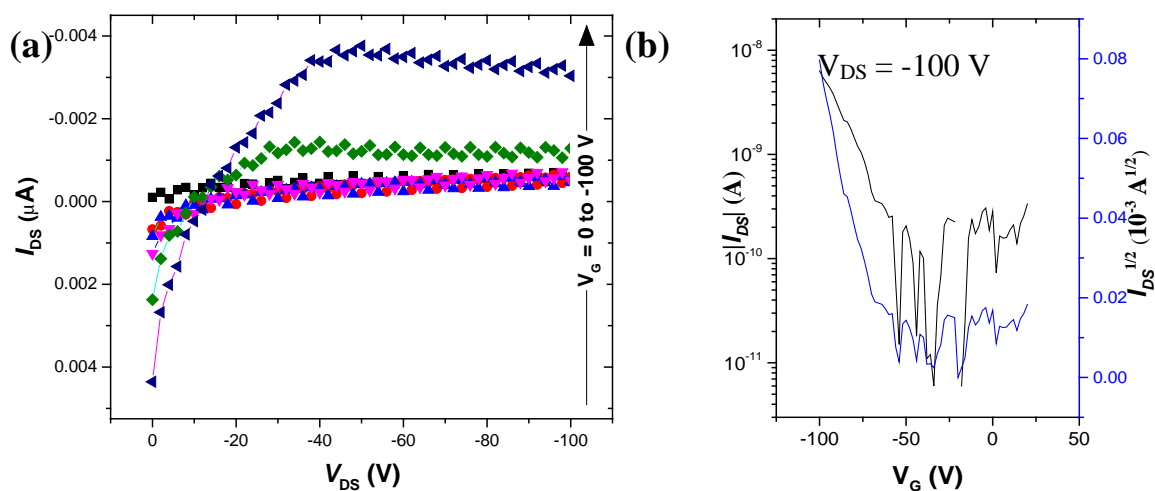 (a)
-0.004
-0.002
0.000
0.002
0.004
I_DS (μA)
0
-20
-40
-60
-80
-100
V_DS (V)
V_G = 0 to -100 V
(b)
V_DS = -100 V
10^-8
10^-9
10^-10
10^-11
|I_DS| (A)
0.08
0.06
0.04
0.02
0.00
I_DS^1/2 (10^-3 A^1/2)
-100
-50
0
50
V_G (V)